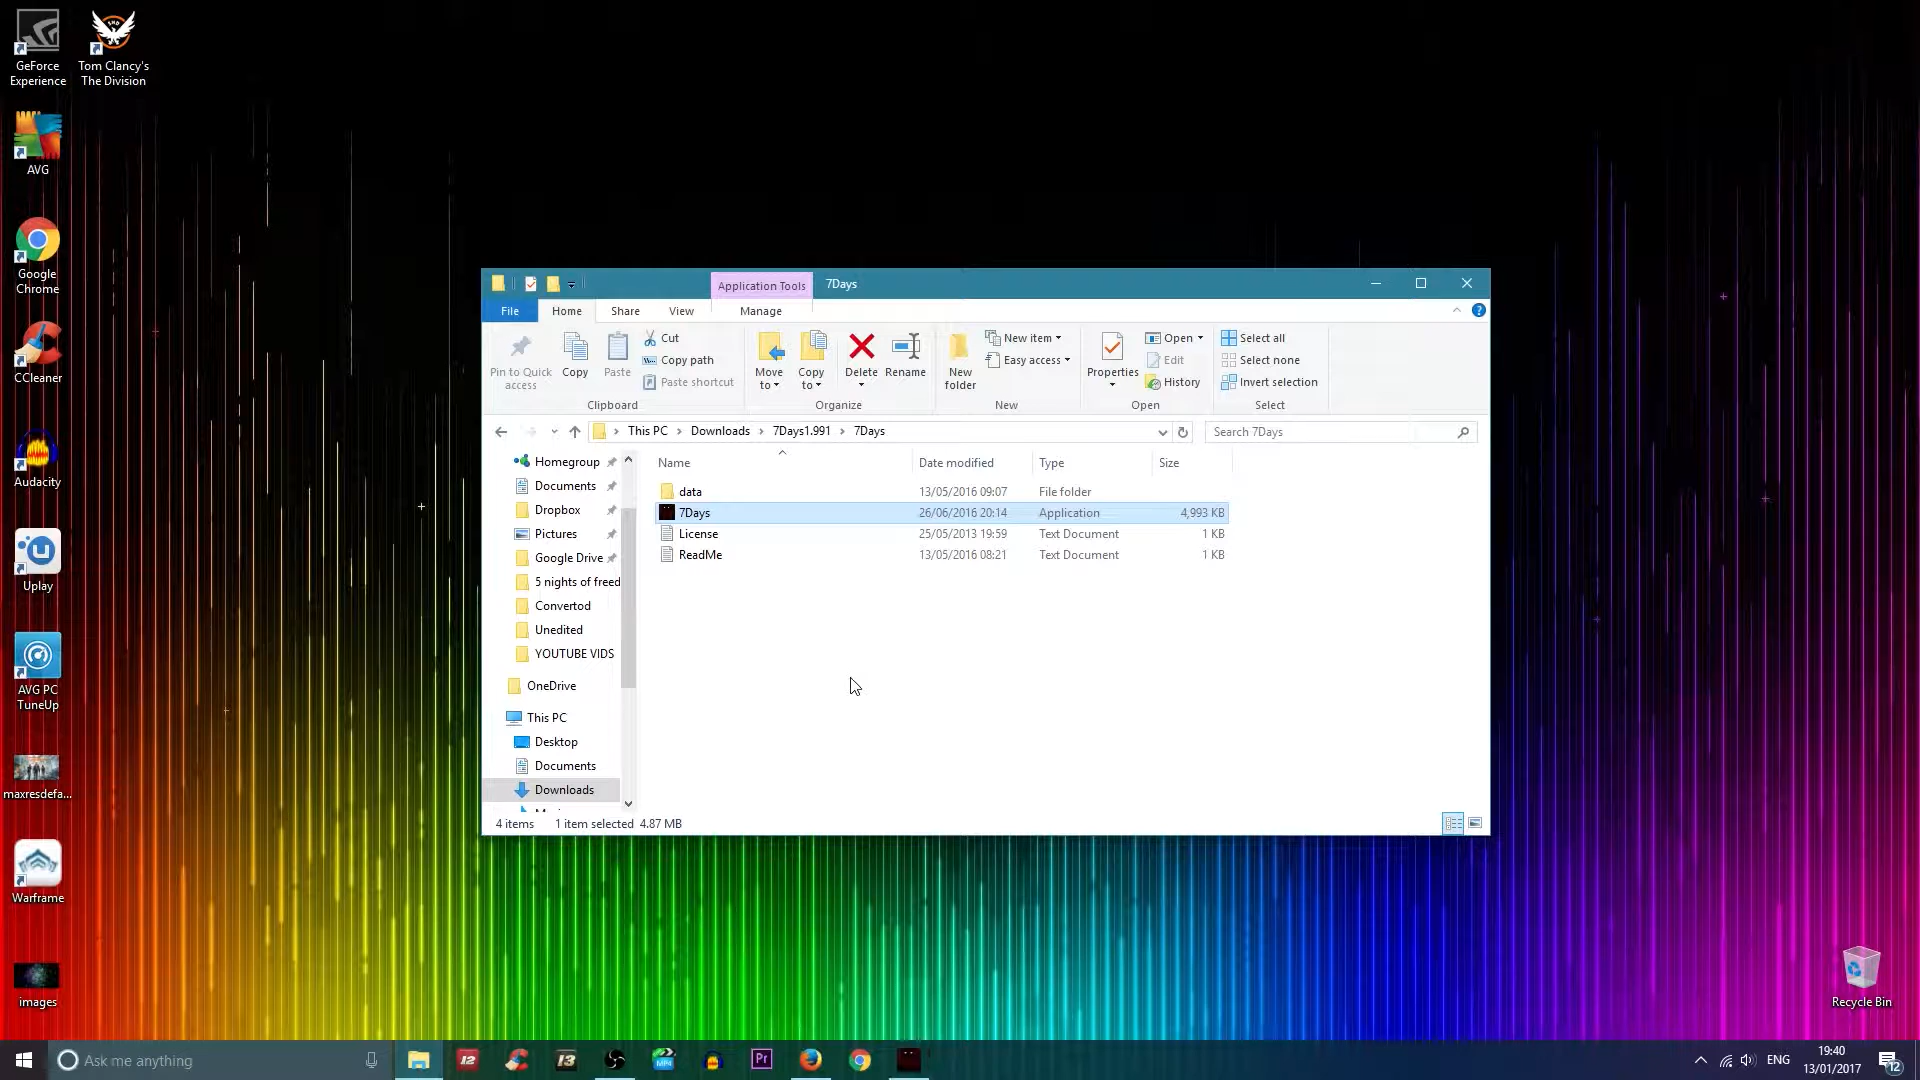 GeForce
Experience
Tom Clancy's
The Division
AVG
Google
Chrome
CCleaner
Audacity
Uplay
AVG PC
TuneUp
maxresdefa...
Warframe
images
Recycle Bin
Application Tools
7Days
File
Home
Share
View
Manage
Pin to Quick
access
Copy
Paste
Cut
Copy path
Paste shortcut
Clipboard
Move
to
Copy
to
Delete
Rename
Organize
New
folder
New item
Easy access
New
Properties
Open
Edit
History
Open
Select all
Select none
Invert selection
Select
This PC
Downloads
7Days1.991
7Days
Search 7Days
Homegroup
Documents
Dropbox
Pictures
Google Drive
5 nights of freed
Convertod
Unedited
YOUTUBE VIDS
OneDrive
This PC
Desktop
Documents
Downloads
Name Date modified Type Size
data 13/05/2016 09:07 File folder
7Days 26/06/2016 20:14 Application 4,993 KB
License 25/05/2013 19:59 Text Document 1 KB
ReadMe 13/05/2016 08:21 Text Document 1 KB
4 items 1 item selected 4.87 MB
Ask me anything
12
13
MP4
Pr
ENG
19:40
13/01/2017
12